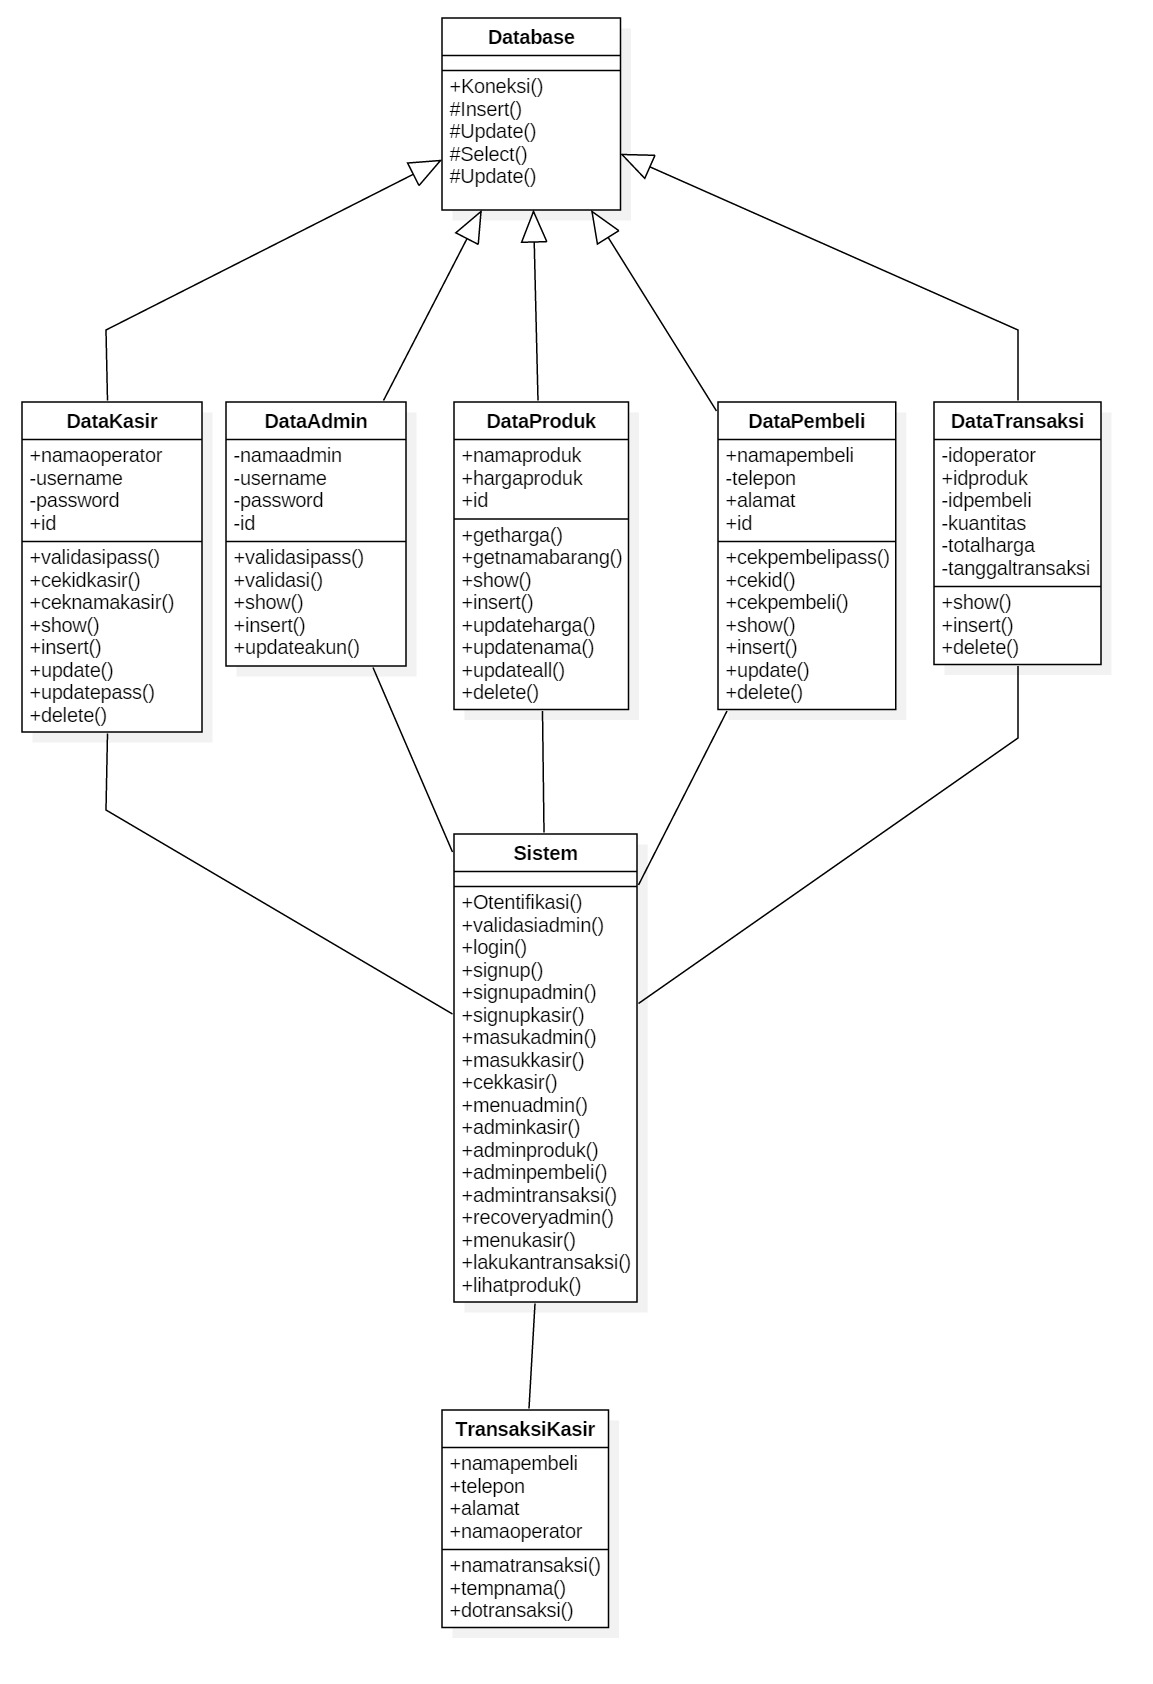 Database
+Koneksi()
#Insert()
#Update()
#Select()
#Update()
DataKasir
+namaoperator
-username
-password
+id
+validasipass()
+cekidkasir()
+ceknamakasir()
+show()
+insert()
+update()
+updatepass()
+delete()
DataAdmin
-namaadmin
-username
-password
-id
+validasipass()
+validasi()
+show()
+insert()
+updateakun()
DataProduk
+namaproduk
+hargaproduk
+id
+getharga()
+getnamabarang()
+show()
+insert()
+updateharga()
+updatenama()
+updateall()
+delete()
DataPembeli
+namapembeli
-telepon
+alamat
+id
+cekpembelipass()
+cekid()
+cekpembeli()
+show()
+insert()
+update()
+delete()
DataTransaksi
-idoperator
+idproduk
-idpembeli
-kuantitas
-totalharga
-tanggaltransaksi
+show()
+insert()
+delete()
Sistem
+Otentifikasi()
+validasiadmin()
+login()
+signup()
+signupadmin()
+signupkasir()
+masukadmin()
+masukkasir()
+cekkasir()
+menuadmin()
+adminkasir()
+adminproduk()
+adminpembeli()
+admintransaksi()
+recoveryadmin()
+menukasir()
+lakukantransaksi()
+lihatproduk()
TransaksiKasir
+namapembeli
+telepon
+alamat
+namaoperator
+namatransaksi()
+tempnama()
+dotransaksi()